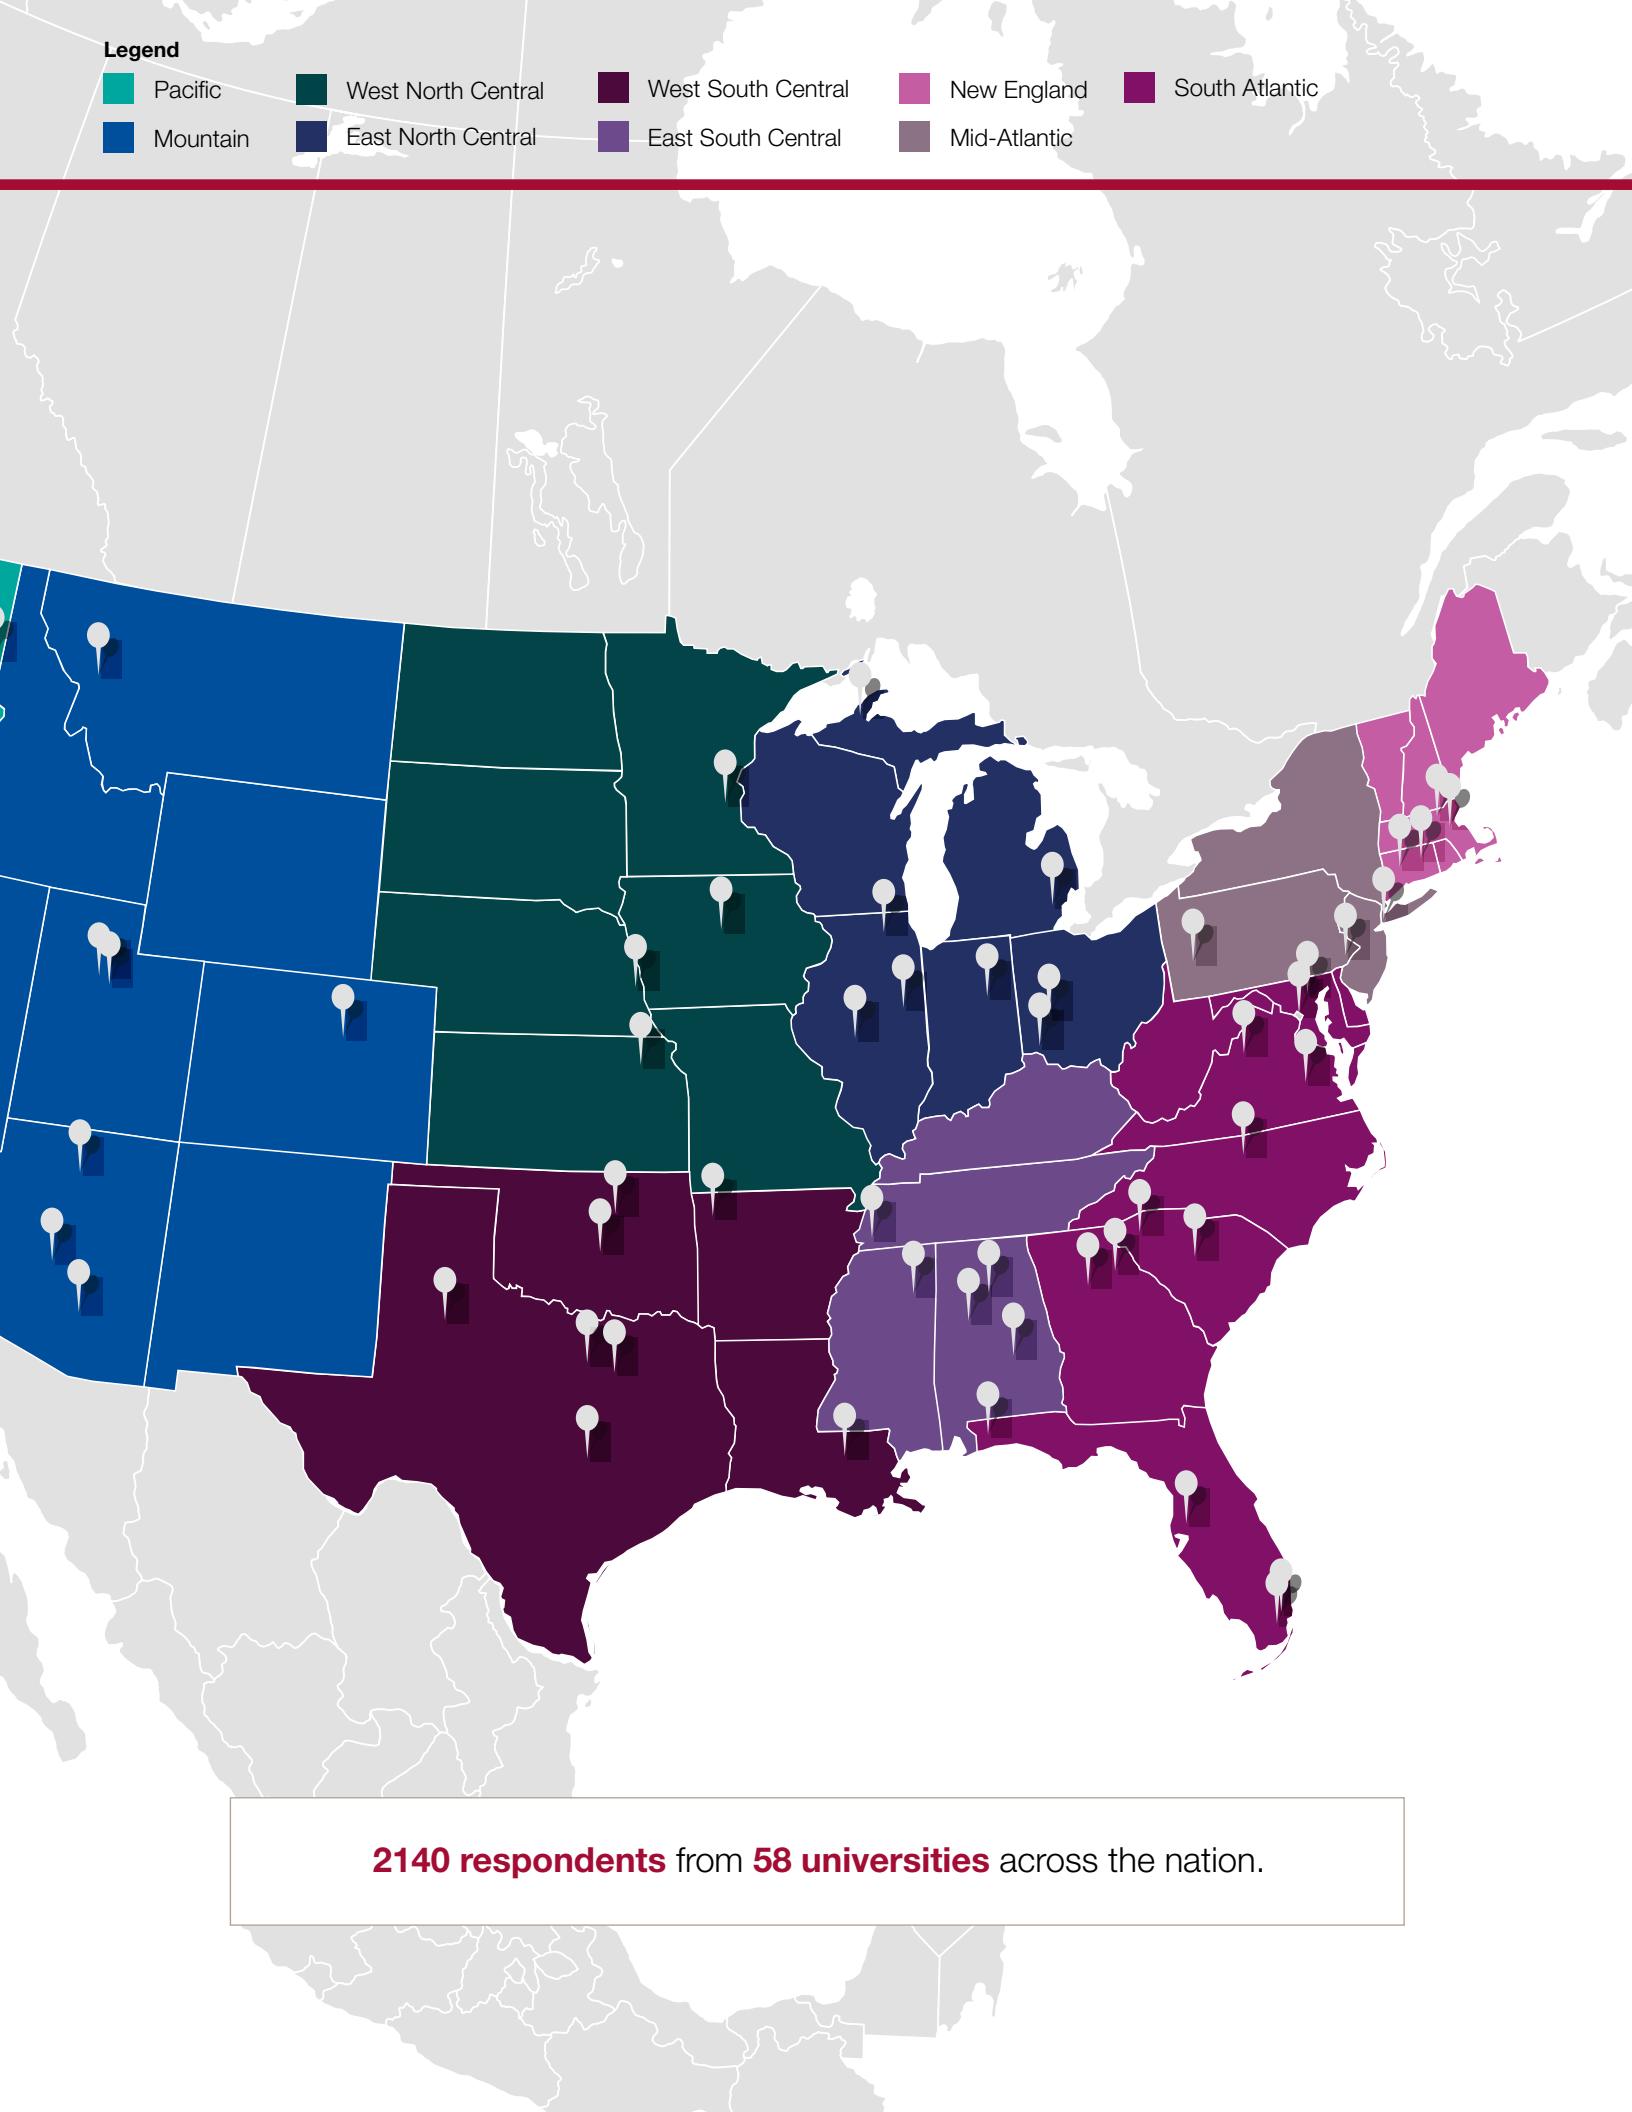 Legend
Pacific
West North Central
West South Central
New England
South Atlantic
Mountain
East North Central
East South Central
Mid-Atlantic
2140 respondents from 58 universities across the nation.